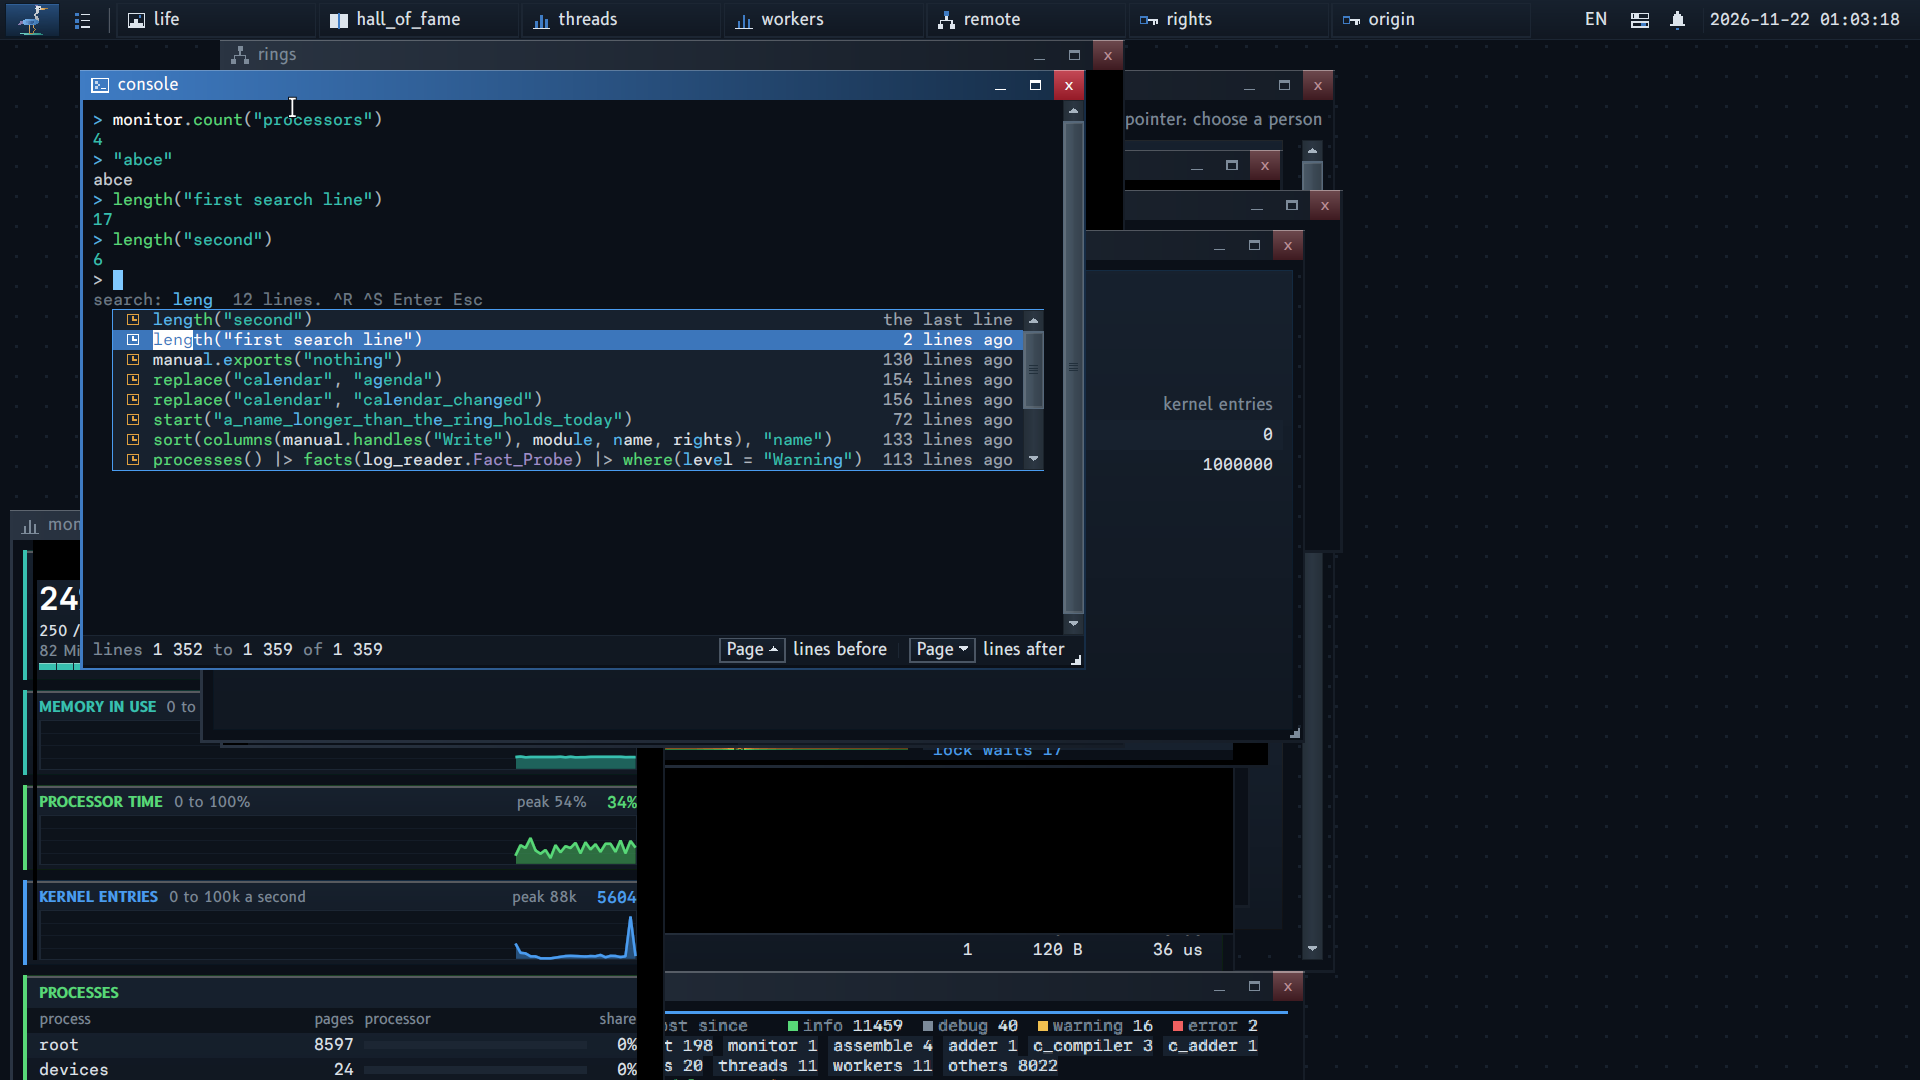 life hall_of_fame threads workers remote rights origin EN 2026-11-22 01:03:18
rings
console
> monitor.count("processors")
4
> "abce"
abce
> length("first search line")
17
> length("second")
6
>
search: leng 12 lines. ^R ^S Enter Esc
length("second") the last line
length("first search line") 2 lines ago
manual.exports("nothing") 130 lines ago
replace("calendar", "agenda") 154 lines ago
replace("calendar", "calendar_changed") 156 lines ago
start("a_name_longer_than_the_ring_holds_today") 72 lines ago
sort(columns(manual.handles("Write"), module, name, rights), "name") 133 lines ago
processes() |> facts(log_reader.Fact_Probe) |> where(level = "Warning") 113 lines ago
lines 1 352 to 1 359 of 1 359 Page lines before Page lines after
pointer: choose a person
kernel entries
0
1000000
mon
24%
250 /
82 Mi
MEMORY IN USE 0 to
lock waits 17
PROCESSOR TIME 0 to 100% peak 54% 34%
KERNEL ENTRIES 0 to 100k a second peak 88k 5604
1 120 B 36 us
PROCESSES
process pages processor share
root 8597 0%
devices 24 0%
ost since info 11459 debug 40 warning 16 error 2
t 198 monitor 1 assemble 4 adder 1 c_compiler 3 c_adder 1
s 20 threads 11 workers 11 others 8022